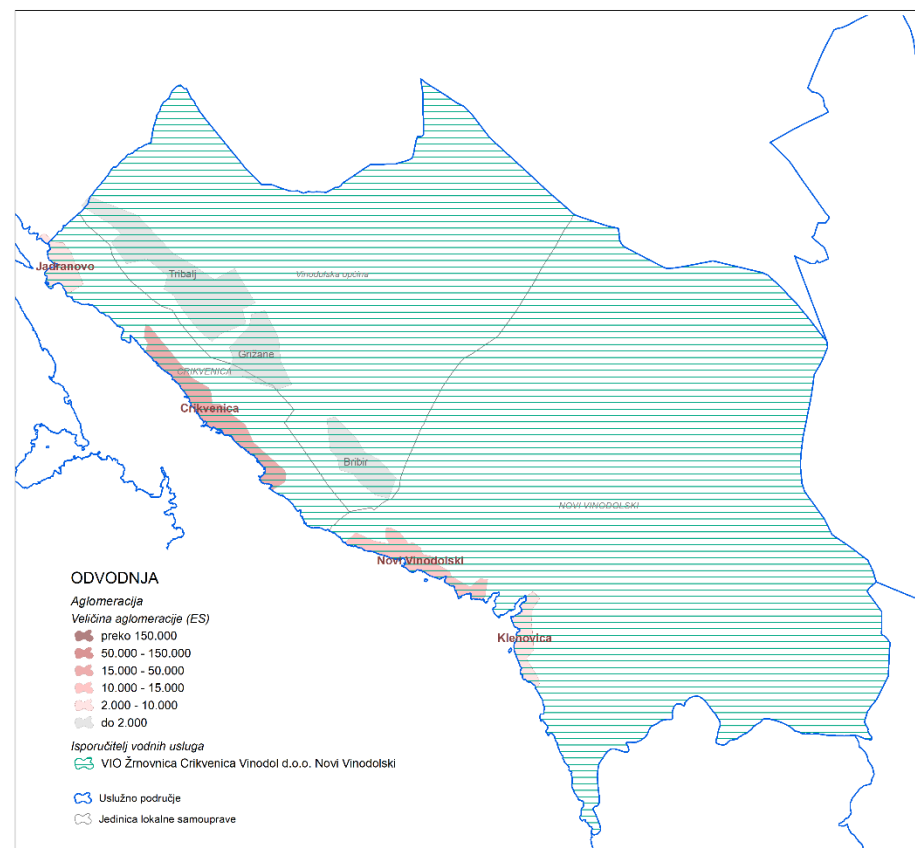 Jadranovo
Tribalj
Vinodolska općina
Grižane
CRIKVENICA
Crikvenica
Bribir
NOVI VINODOLSKI
Novi Vinodolski
Klenovica
ODVODNJA
Aglomeracija
Veličina aglomeracije (ES)
preko 150.000
50.000 - 150.000
15.000 - 50.000
10.000 - 15.000
2.000 - 10.000
do 2.000
Isporučitelj vodnih usluga
VIO Žrnovnica Crikvenica Vinodol d.o.o. Novi Vinodolski
Uslužno područje
Jedinica lokalne samouprave